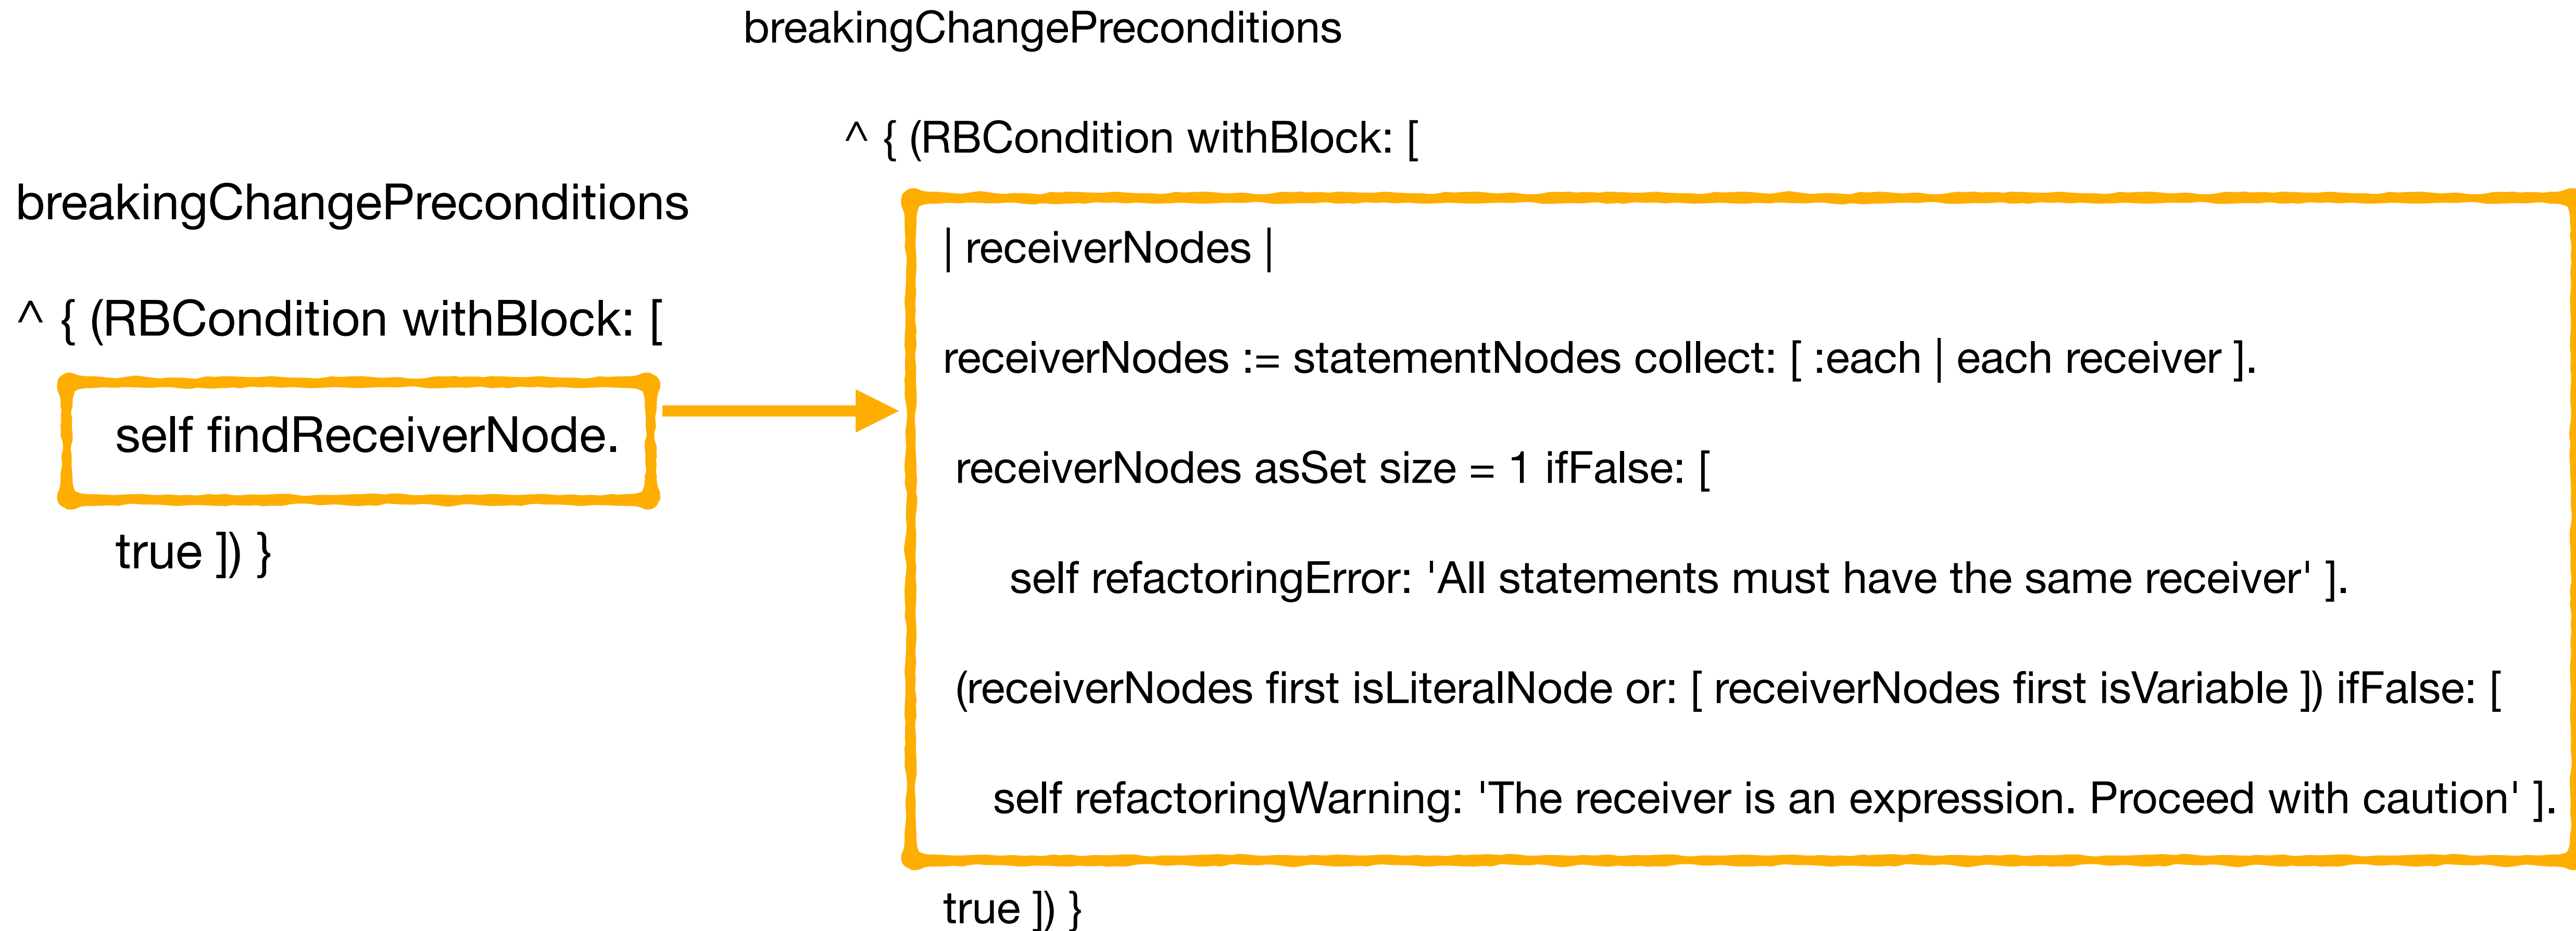 breakingChangePreconditions
^ { (RBCondition withBlock: [
self findReceiverNode.
true ]) }
breakingChangePreconditions
^ { (RBCondition withBlock: [
| receiverNodes |
receiverNodes := statementNodes collect: [ :each | each receiver ].
receiverNodes asSet size = 1 ifFalse: [
self refactoringError: 'All statements must have the same receiver' ].
(receiverNodes first isLiteralNode or: [ receiverNodes first isVariable ]) ifFalse: [
self refactoringWarning: 'The receiver is an expression. Proceed with caution' ].
true ]) }